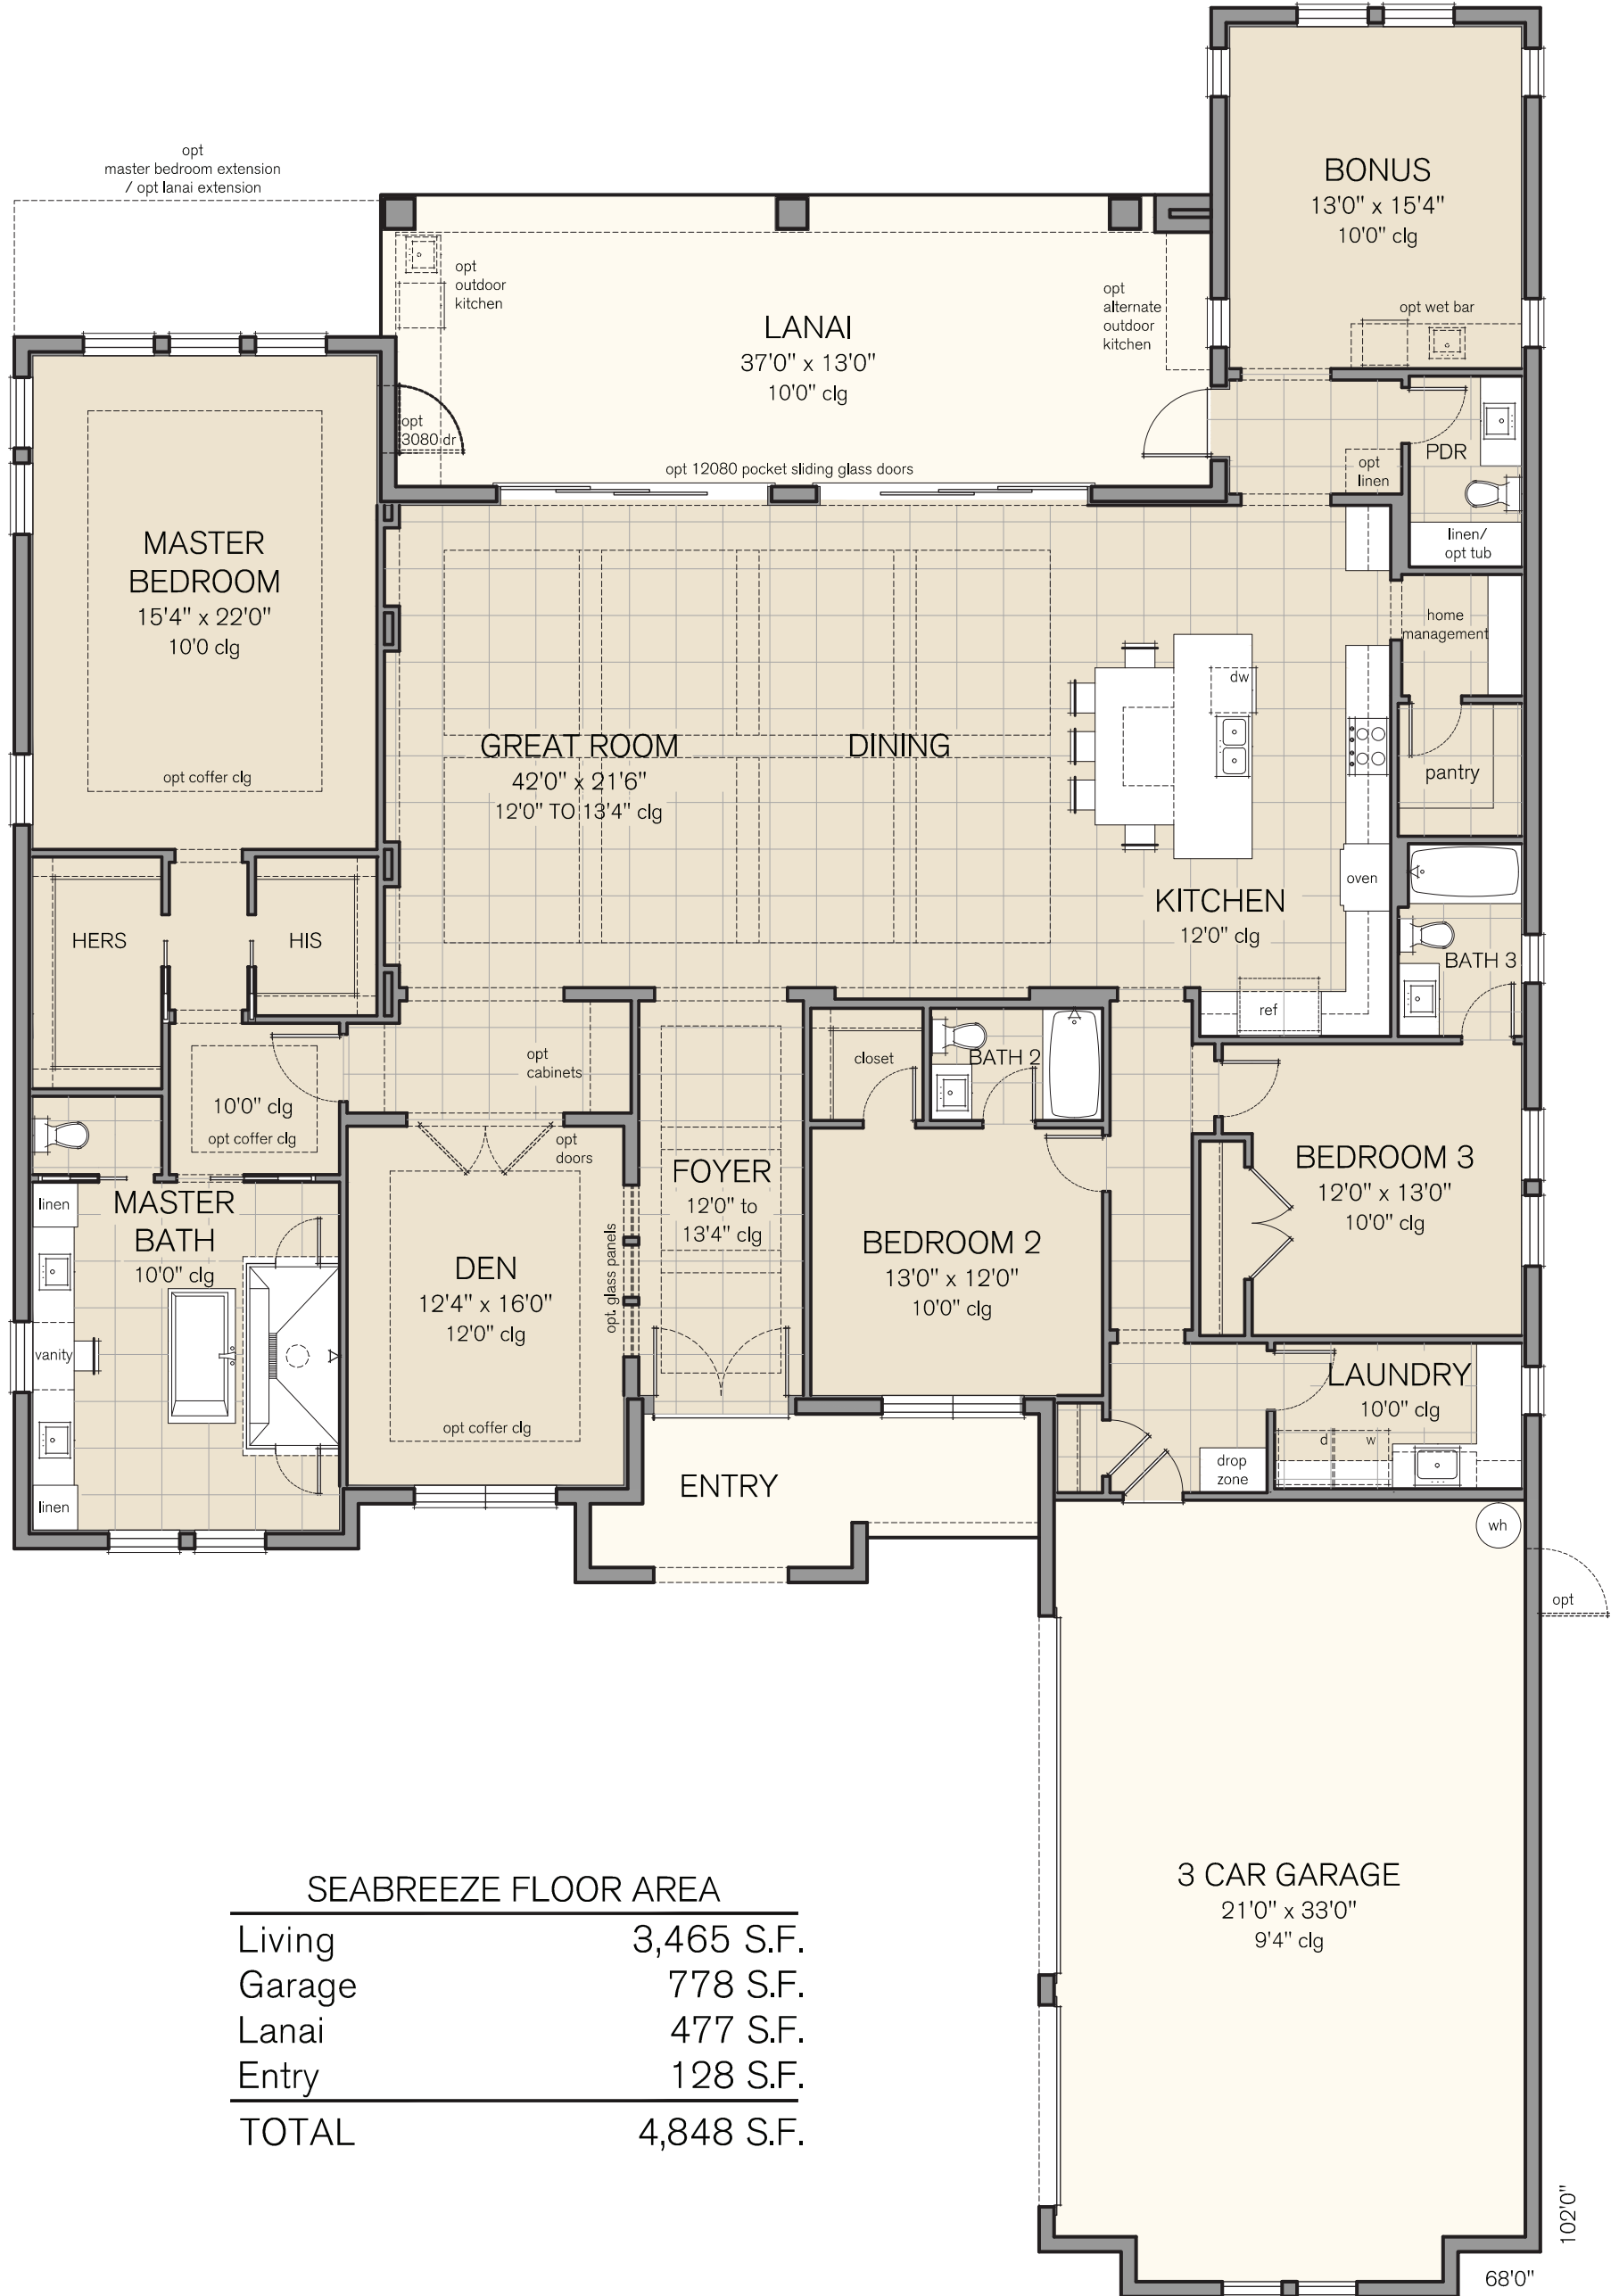 BONUS
13'0" x 15'4"
10'0" clg
opt wet bar
opt
master bedroom extension
/ opt lanai extension
opt
outdoor
kitchen
LANAI
37'0" x 13'0"
10'0" clg
opt
alternate
outdoor
kitchen
opt
3080 dr
opt 12080 pocket sliding glass doors
PDR
opt
linen
linen/
opt tub
MASTER
BEDROOM
15'4" x 22'0"
10'0 clg
opt coffer clg
home
management
dw
GREAT ROOM
42'0" x 21'6"
12'0" TO 13'4" clg
DINING
pantry
KITCHEN
12'0" clg
oven
ref
BATH 3
HERS
HIS
opt
cabinets
closet
BATH 2
10'0" clg
opt coffer clg
opt
doors
FOYER
12'0" to
13'4" clg
BEDROOM 3
12'0" x 13'0"
10'0" clg
linen
MASTER
BATH
10'0" clg
vanity
linen
DEN
12'4" x 16'0"
12'0" clg
opt coffer clg
opt. glass panels
BEDROOM 2
13'0" x 12'0"
10'0" clg
LAUNDRY
10'0" clg
d
w
drop
zone
ENTRY
wh
opt
3 CAR GARAGE
21'0" x 33'0"
9'4" clg
SEABREEZE FLOOR AREA
Living 3,465 S.F.
Garage 778 S.F.
Lanai 477 S.F.
Entry 128 S.F.
TOTAL 4,848 S.F.
102'0"
68'0"